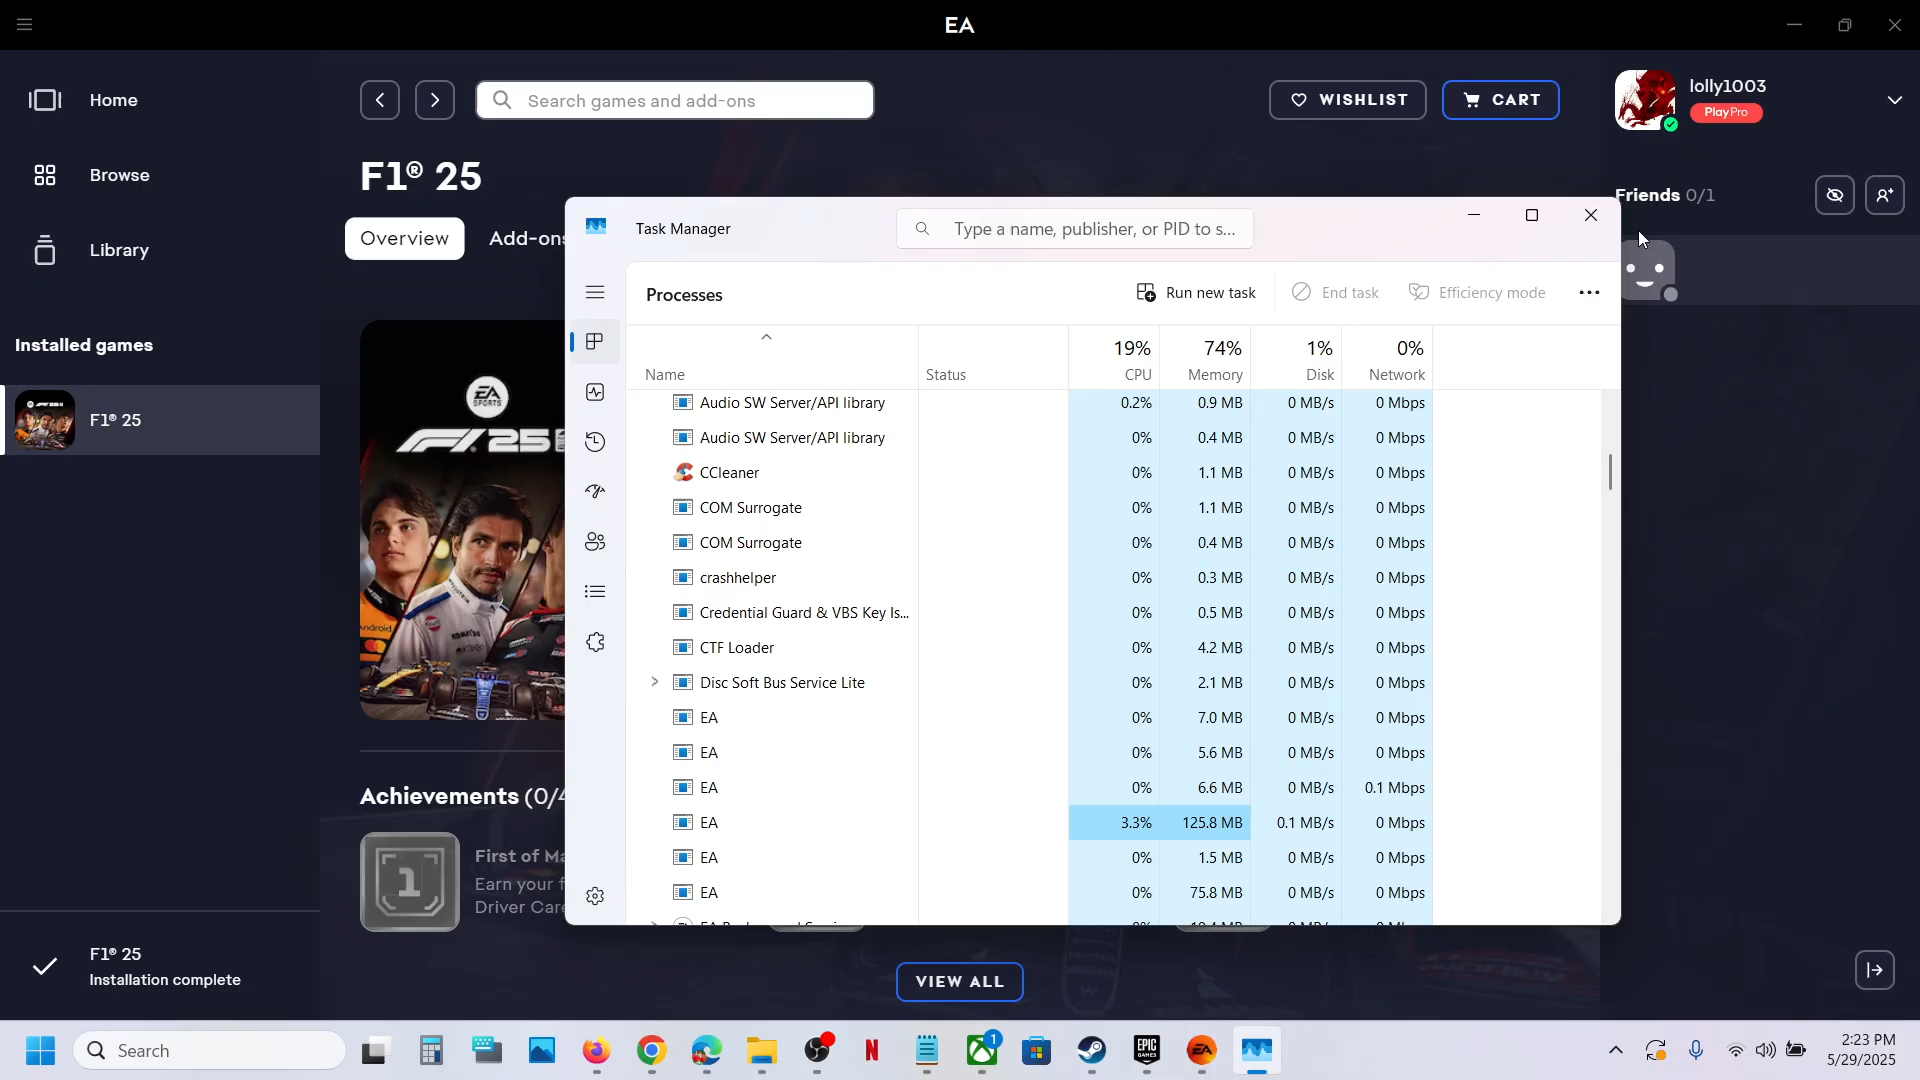 EA
Home
Browse
Library
Installed games
F1® 25
F1® 25
Installation complete
Search games and add-ons
WISHLIST
CART
lolly1003
Play Pro
Friends 0/1
F1® 25
Overview
Add-ons
EA
SPORTS
F1 25
Achievements (0/4
First of Ma
Earn your f
Driver Care
VIEW ALL
Task Manager
Type a name, publisher, or PID to s...
Processes
Run new task
End task
Efficiency mode
Name
Status
19%
CPU
74%
Memory
1%
Disk
0%
Network
Audio SW Server/API library 0.2% 0.9 MB 0 MB/s 0 Mbps
Audio SW Server/API library 0% 0.4 MB 0 MB/s 0 Mbps
CCleaner 0% 1.1 MB 0 MB/s 0 Mbps
COM Surrogate 0% 1.1 MB 0 MB/s 0 Mbps
COM Surrogate 0% 0.4 MB 0 MB/s 0 Mbps
crashhelper 0% 0.3 MB 0 MB/s 0 Mbps
Credential Guard & VBS Key Is... 0% 0.5 MB 0 MB/s 0 Mbps
CTF Loader 0% 4.2 MB 0 MB/s 0 Mbps
Disc Soft Bus Service Lite 0% 2.1 MB 0 MB/s 0 Mbps
EA 0% 7.0 MB 0 MB/s 0 Mbps
EA 0% 5.6 MB 0 MB/s 0 Mbps
EA 0% 6.6 MB 0 MB/s 0.1 Mbps
EA 3.3% 125.8 MB 0.1 MB/s 0 Mbps
EA 0% 1.5 MB 0 MB/s 0 Mbps
EA 0% 75.8 MB 0 MB/s 0 Mbps
Search
1
EPIC
GAMES
EA
2:23 PM
5/29/2025